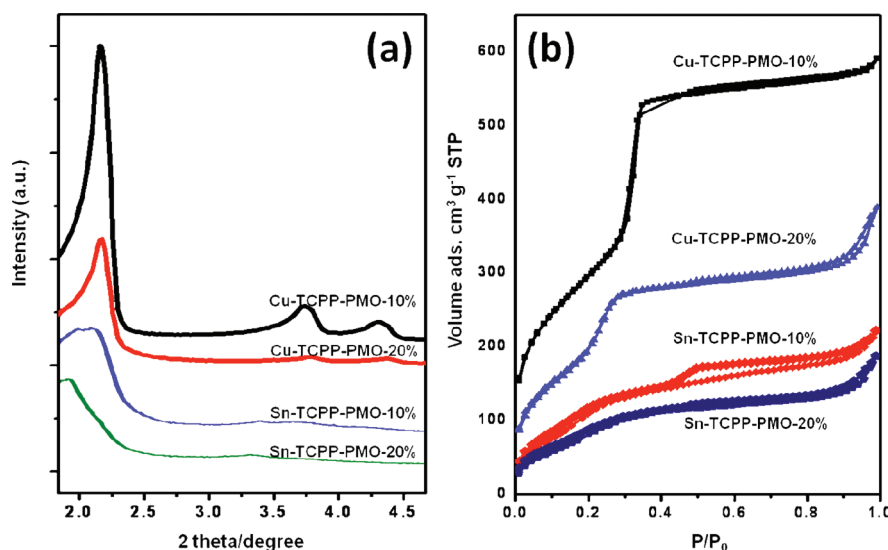 (a)
Intensity (a.u.)
Cu-TCPP-PMO-10%
Cu-TCPP-PMO-20%
Sn-TCPP-PMO-10%
Sn-TCPP-PMO-20%
2.0 2.5 3.0 3.5 4.0 4.5
2 theta/degree
(b)
Volume ads. cm³ g⁻¹ STP
600
500
400
300
200
100
0
Cu-TCPP-PMO-10%
Cu-TCPP-PMO-20%
Sn-TCPP-PMO-10%
Sn-TCPP-PMO-20%
0.0 0.2 0.4 0.6 0.8 1.0
P/P₀